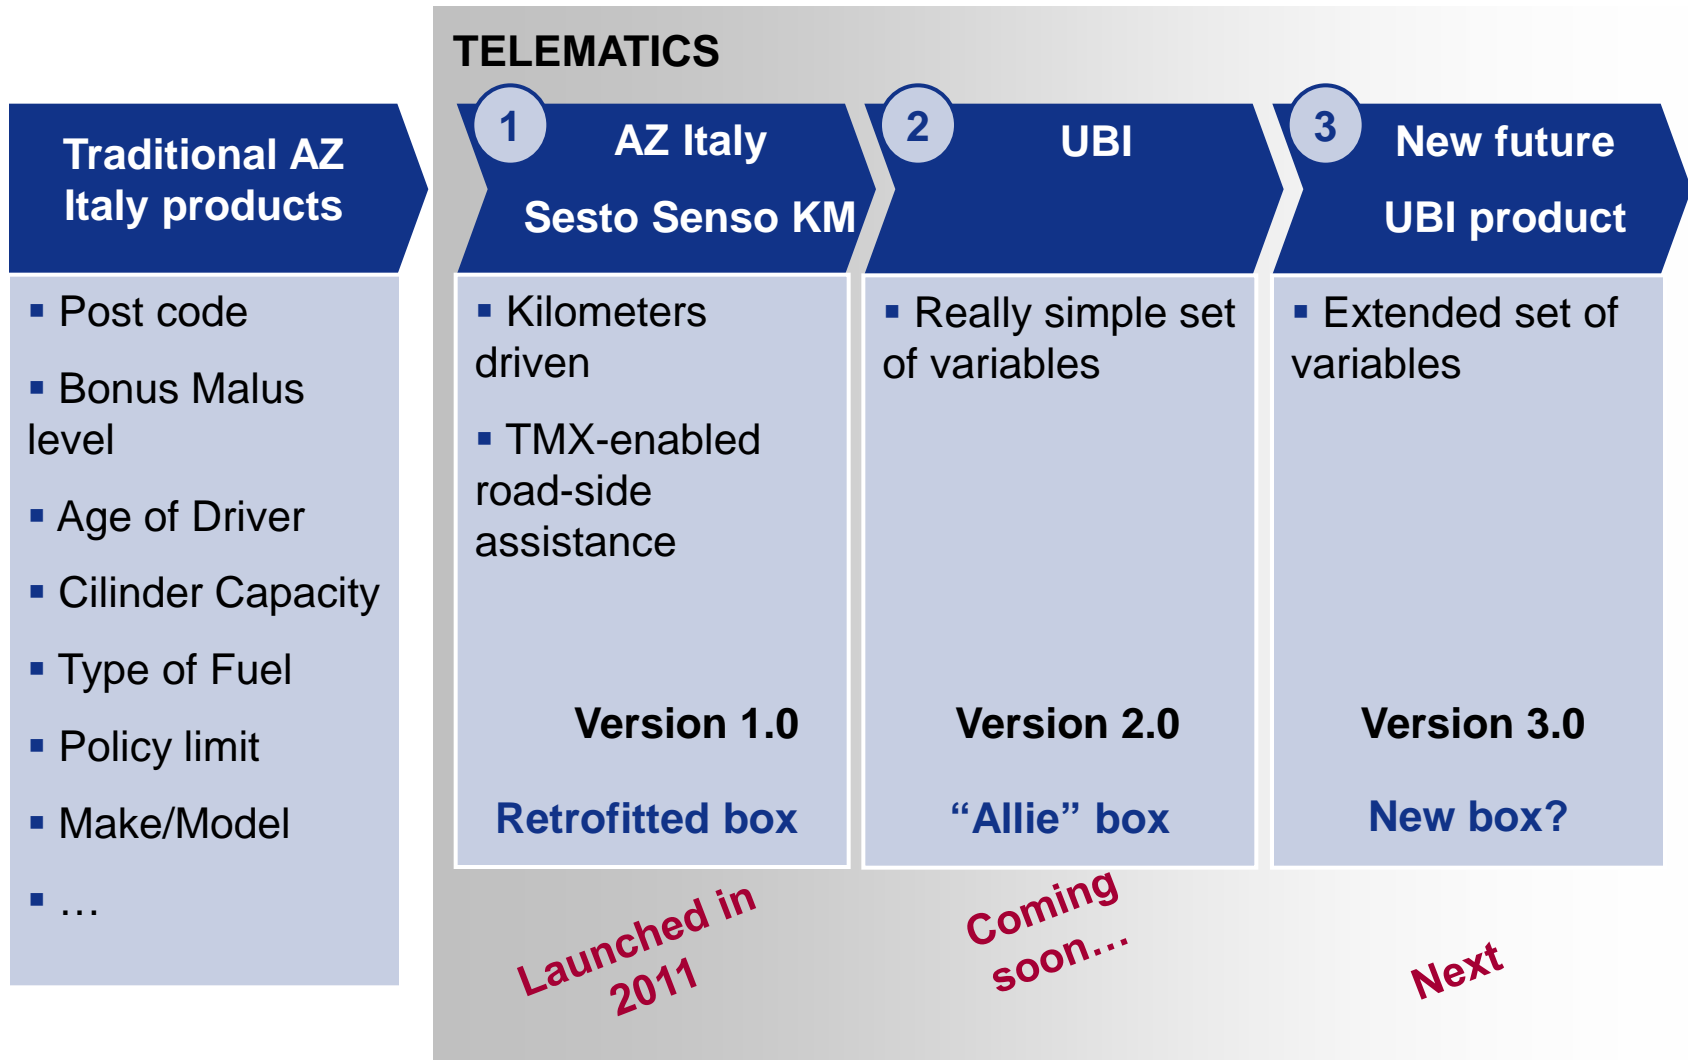 TELEMATICS
Traditional AZ
Italy products
▪ Post code
▪ Bonus Malus
level
▪ Age of Driver
▪ Cilinder Capacity
▪ Type of Fuel
▪ Policy limit
▪ Make/Model
▪ …
1
AZ Italy
Sesto Senso KM
▪ Kilometers
driven
▪ TMX-enabled
road-side
assistance
Version 1.0
Retrofitted box
Launched in
2011
2
UBI
▪ Really simple set
of variables
Version 2.0
“Allie” box
Coming
soon…
3
New future
UBI product
▪ Extended set of
variables
Version 3.0
New box?
Next